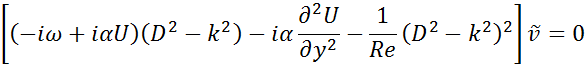 [(-iω + iαU)(D² - k²) - iα ∂²U/∂y² - 1/Re (D² - k²)²] ṽ = 0